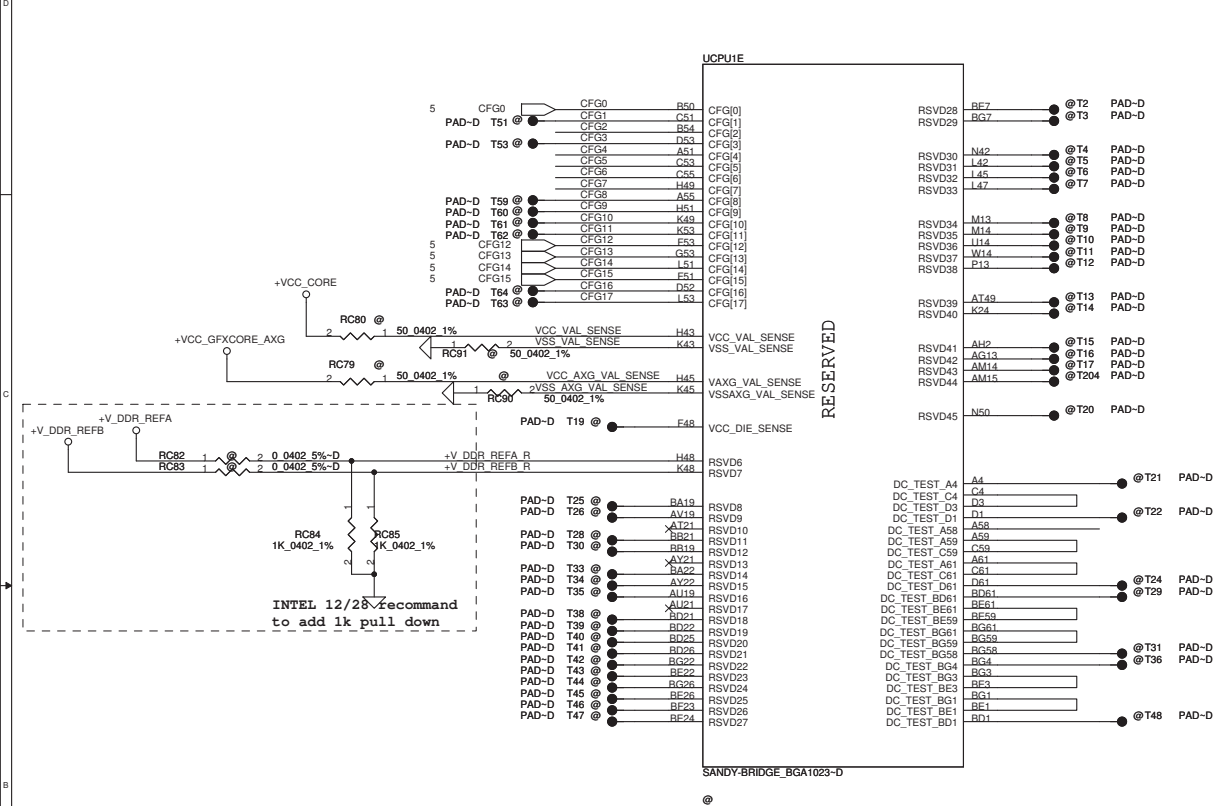 D
C
B
UCPU1E
5 CFG0 CFG0 B50 CFG[0]
PAD~D T51 @ CFG1 C51 CFG[1]
CFG2 B54 CFG[2]
PAD~D T53 @ CFG3 D53 CFG[3]
CFG4 A51 CFG[4]
CFG5 C53 CFG[5]
CFG6 C55 CFG[6]
CFG7 H49 CFG[7]
PAD~D T59 @ CFG8 A55 CFG[8]
PAD~D T60 @ CFG9 H51 CFG[9]
PAD~D T61 @ CFG10 K49 CFG[10]
PAD~D T62 @ CFG11 K53 CFG[11]
5 CFG12 CFG12 F53 CFG[12]
5 CFG13 CFG13 G53 CFG[13]
5 CFG14 CFG14 L51 CFG[14]
5 CFG15 CFG15 F51 CFG[15]
PAD~D T64 @ CFG16 D52 CFG[16]
PAD~D T63 @ CFG17 L53 CFG[17]
+VCC_CORE
RC80 @
2 1 50_0402_1% VCC_VAL_SENSE H43 VCC_VAL_SENSE
1 2 VSS_VAL_SENSE K43 VSS_VAL_SENSE
RC91 @ 50_0402_1%
+VCC_GFXCORE_AXG
RC79 @
2 1 50_0402_1% VCC_AXG_VAL_SENSE H45 VAXG_VAL_SENSE
1 2 VSS_AXG_VAL_SENSE K45 VSSAXG_VAL_SENSE
RC90 @ 50_0402_1%
PAD~D T19 @ F48 VCC_DIE_SENSE
+V_DDR_REFA
+V_DDR_REFB
RC82 1 @ 2 0_0402_5%~D +V_DDR_REFA_R H48 RSVD6
RC83 1 @ 2 0_0402_5%~D +V_DDR_REFB_R K48 RSVD7
1 1
RC84 RC85
1K_0402_1% 1K_0402_1%
2 2
INTEL 12/28 recommand
to add 1k pull down
PAD~D T25 @ BA19 RSVD8
PAD~D T26 @ AV19 RSVD9
AT21 RSVD10
PAD~D T28 @ BB21 RSVD11
PAD~D T30 @ BB19 RSVD12
AY21 RSVD13
PAD~D T33 @ BA22 RSVD14
PAD~D T34 @ AY22 RSVD15
PAD~D T35 @ AU19 RSVD16
AU21 RSVD17
PAD~D T38 @ BD21 RSVD18
PAD~D T39 @ BD22 RSVD19
PAD~D T40 @ BD25 RSVD20
PAD~D T41 @ BD26 RSVD21
PAD~D T42 @ BG22 RSVD22
PAD~D T43 @ BE22 RSVD23
PAD~D T44 @ BG26 RSVD24
PAD~D T45 @ BE26 RSVD25
PAD~D T46 @ BF23 RSVD26
PAD~D T47 @ BE24 RSVD27
RESERVED
RSVD28 BE7 @T2 PAD~D
RSVD29 BG7 @T3 PAD~D
RSVD30 N42 @T4 PAD~D
RSVD31 L42 @T5 PAD~D
RSVD32 L45 @T6 PAD~D
RSVD33 L47 @T7 PAD~D
RSVD34 M13 @T8 PAD~D
RSVD35 M14 @T9 PAD~D
RSVD36 U14 @T10 PAD~D
RSVD37 W14 @T11 PAD~D
RSVD38 P13 @T12 PAD~D
RSVD39 AT49 @T13 PAD~D
RSVD40 K24 @T14 PAD~D
RSVD41 AH2 @T15 PAD~D
RSVD42 AG13 @T16 PAD~D
RSVD43 AM14 @T17 PAD~D
RSVD44 AM15 @T204 PAD~D
RSVD45 N50 @T20 PAD~D
DC_TEST_A4 A4 @T21 PAD~D
DC_TEST_C4 C4
DC_TEST_D3 D3
DC_TEST_D1 D1 @T22 PAD~D
DC_TEST_A58 A58
DC_TEST_A59 A59
DC_TEST_C59 C59
DC_TEST_A61 A61
DC_TEST_C61 C61
DC_TEST_D61 D61 @T24 PAD~D
DC_TEST_BD61 BD61 @T29 PAD~D
DC_TEST_BE61 BE61
DC_TEST_BE59 BE59
DC_TEST_BG61 BG61
DC_TEST_BG59 BG59
DC_TEST_BG58 BG58 @T31 PAD~D
DC_TEST_BG4 BG4 @T36 PAD~D
DC_TEST_BG3 BG3
DC_TEST_BE3 BE3
DC_TEST_BG1 BG1
DC_TEST_BE1 BE1
DC_TEST_BD1 BD1 @T48 PAD~D
SANDY-BRIDGE_BGA1023~D
@